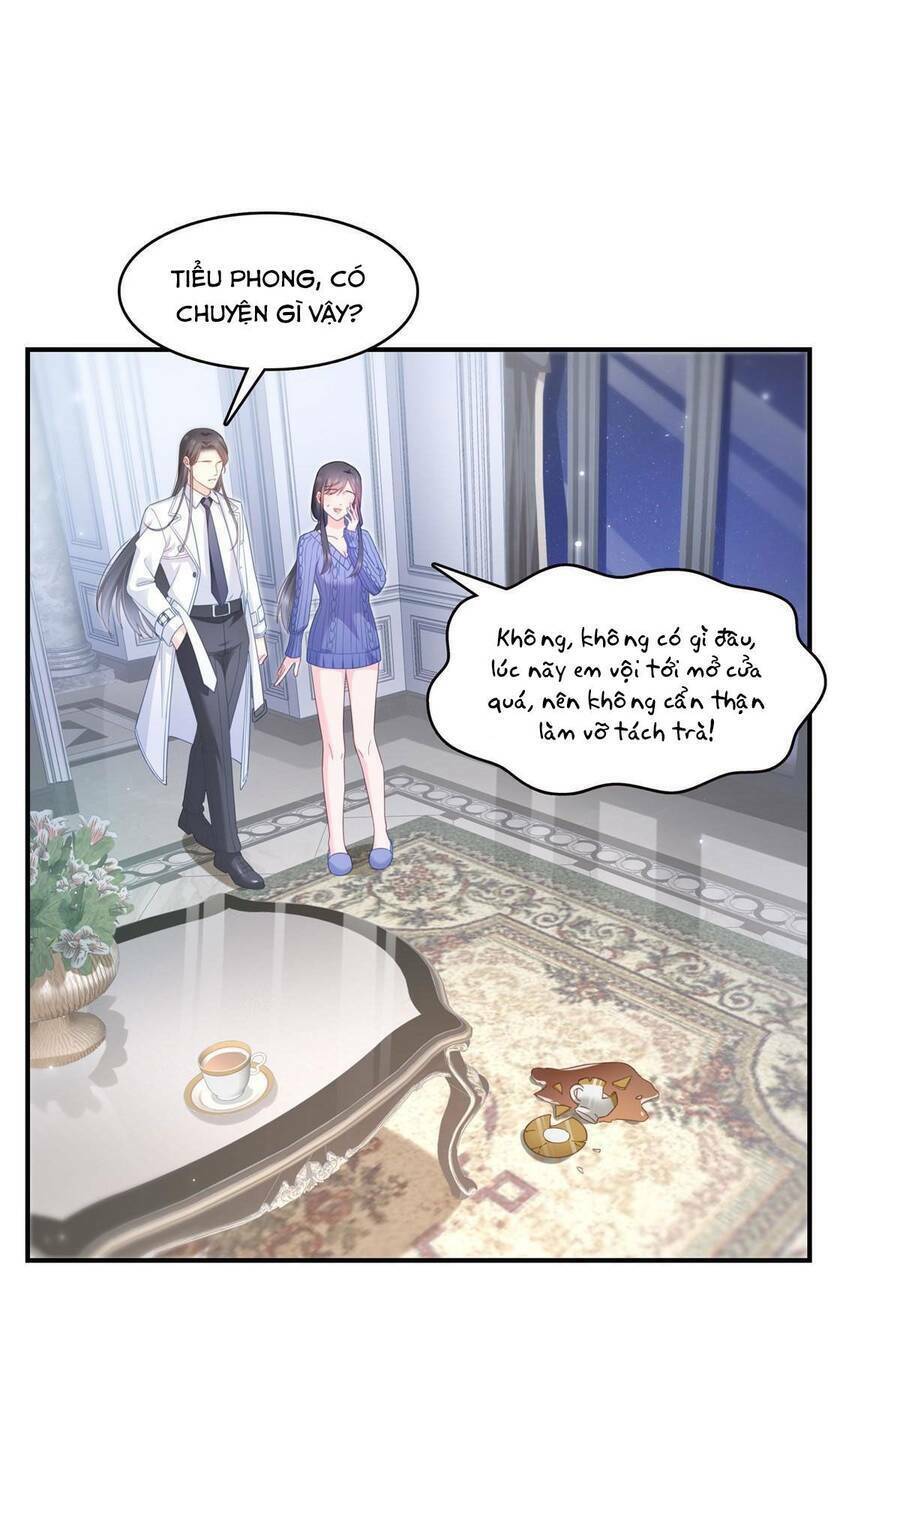 TIỂU PHONG, CÓ
CHUYỆN GÌ VẬY?
Không, không có gì đâu,
lúc nãy em vội tới mở cửa
quá, nên không cẩn thận
làm vỡ tách trà!